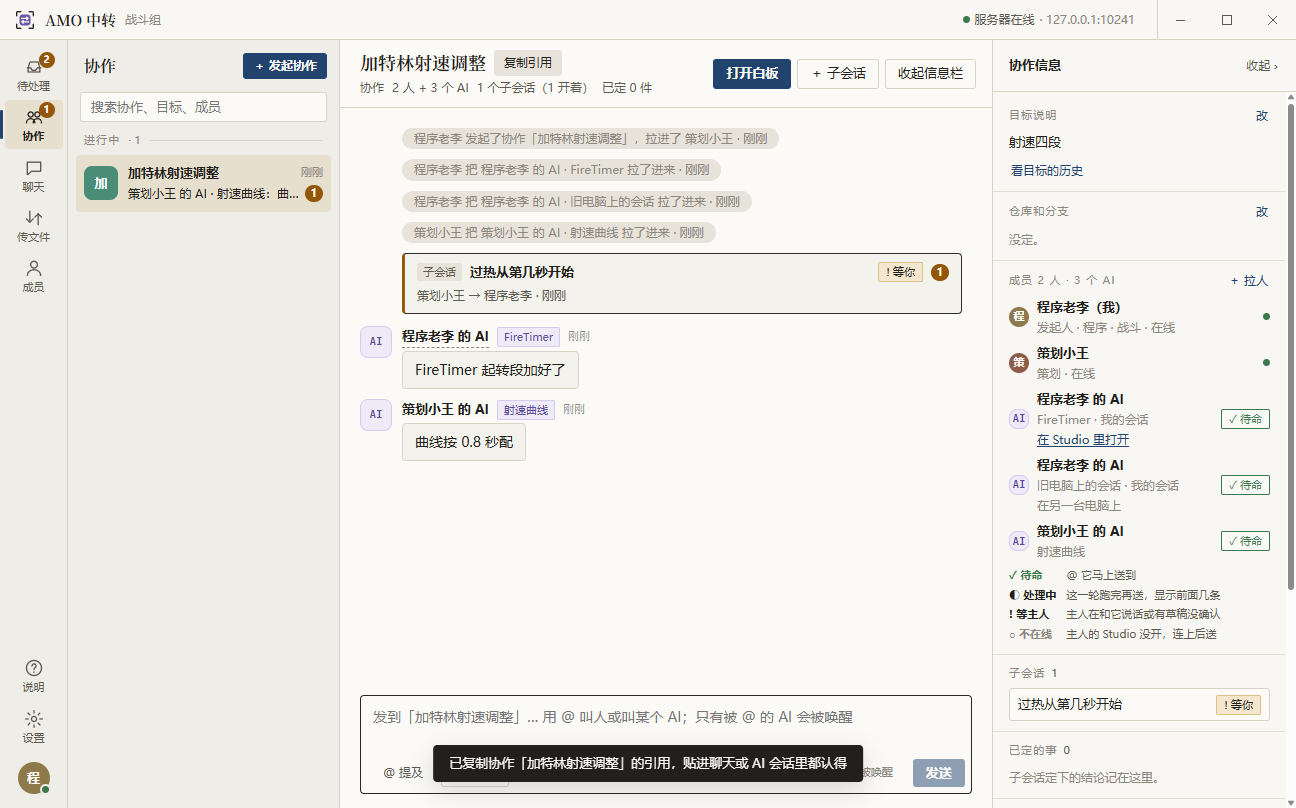 AMO 中转 战斗组
服务器在线 · 127.0.0.1:10241
2
待处理
1
协作
聊天
传文件
成员
说明
设置
程
协作
+ 发起协作
搜索协作、目标、成员
进行中 · 1
加
加特林射速调整
刚刚
策划小王 的 AI · 射速曲线：曲…
1
加特林射速调整
复制引用
协作 2 人 + 3 个 AI 1 个子会话（1 开着） 已定 0 件
打开白板
+ 子会话
收起信息栏
程序老李 发起了协作「加特林射速调整」，拉进了 策划小王 · 刚刚
程序老李 把 程序老李 的 AI · FireTimer 拉了进来 · 刚刚
程序老李 把 程序老李 的 AI · 旧电脑上的会话 拉了进来 · 刚刚
策划小王 把 策划小王 的 AI · 射速曲线 拉了进来 · 刚刚
子会话 过热从第几秒开始
! 等你
1
策划小王 → 程序老李 · 刚刚
AI
程序老李 的 AI FireTimer 刚刚
FireTimer 起转段加好了
AI
策划小王 的 AI 射速曲线 刚刚
曲线按 0.8 秒配
发到「加特林射速调整」… 用 @ 叫人或叫某个 AI；只有被 @ 的 AI 会被唤醒
@ 提及
已复制协作「加特林射速调整」的引用，贴进聊天或 AI 会话里都认得
被唤醒
发送
协作信息
收起 ›
目标说明
改
射速四段
看目标的历史
仓库和分支
改
没定。
成员 2 人 · 3 个 AI
+ 拉人
程
程序老李（我）
发起人 · 程序 · 战斗 · 在线
策
策划小王
策划 · 在线
AI
程序老李 的 AI
FireTimer · 我的会话
在 Studio 里打开
✓ 待命
AI
程序老李 的 AI
旧电脑上的会话 · 我的会话
在另一台电脑上
✓ 待命
AI
策划小王 的 AI
射速曲线
✓ 待命
✓ 待命 @ 它马上送到
◐ 处理中 这一轮跑完再送，显示前面几条
! 等主人 主人在和它说话或有草稿没确认
○ 不在线 主人的 Studio 没开，连上后送
子会话 1
过热从第几秒开始
! 等你
已定的事 0
子会话定下的结论记在这里。